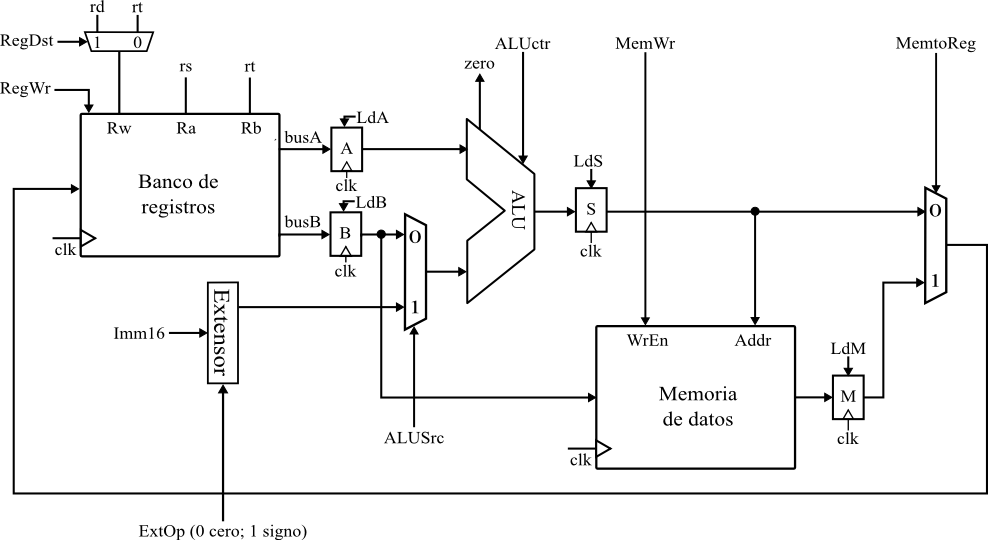 rd rt
RegDst 1 0
ALUctr MemWr MemtoReg
zero
rs rt
RegWr
LdA
Rw Ra Rb
busA A
clk
Banco de
registros
LdB
busB B
clk
clk
ALU
LdS
S
clk
0
1
0
1
Extensor
Imm16
WrEn Addr
LdM
Memoria
de datos
M
clk
ALUSrc
clk
ExtOp (0 cero; 1 signo)